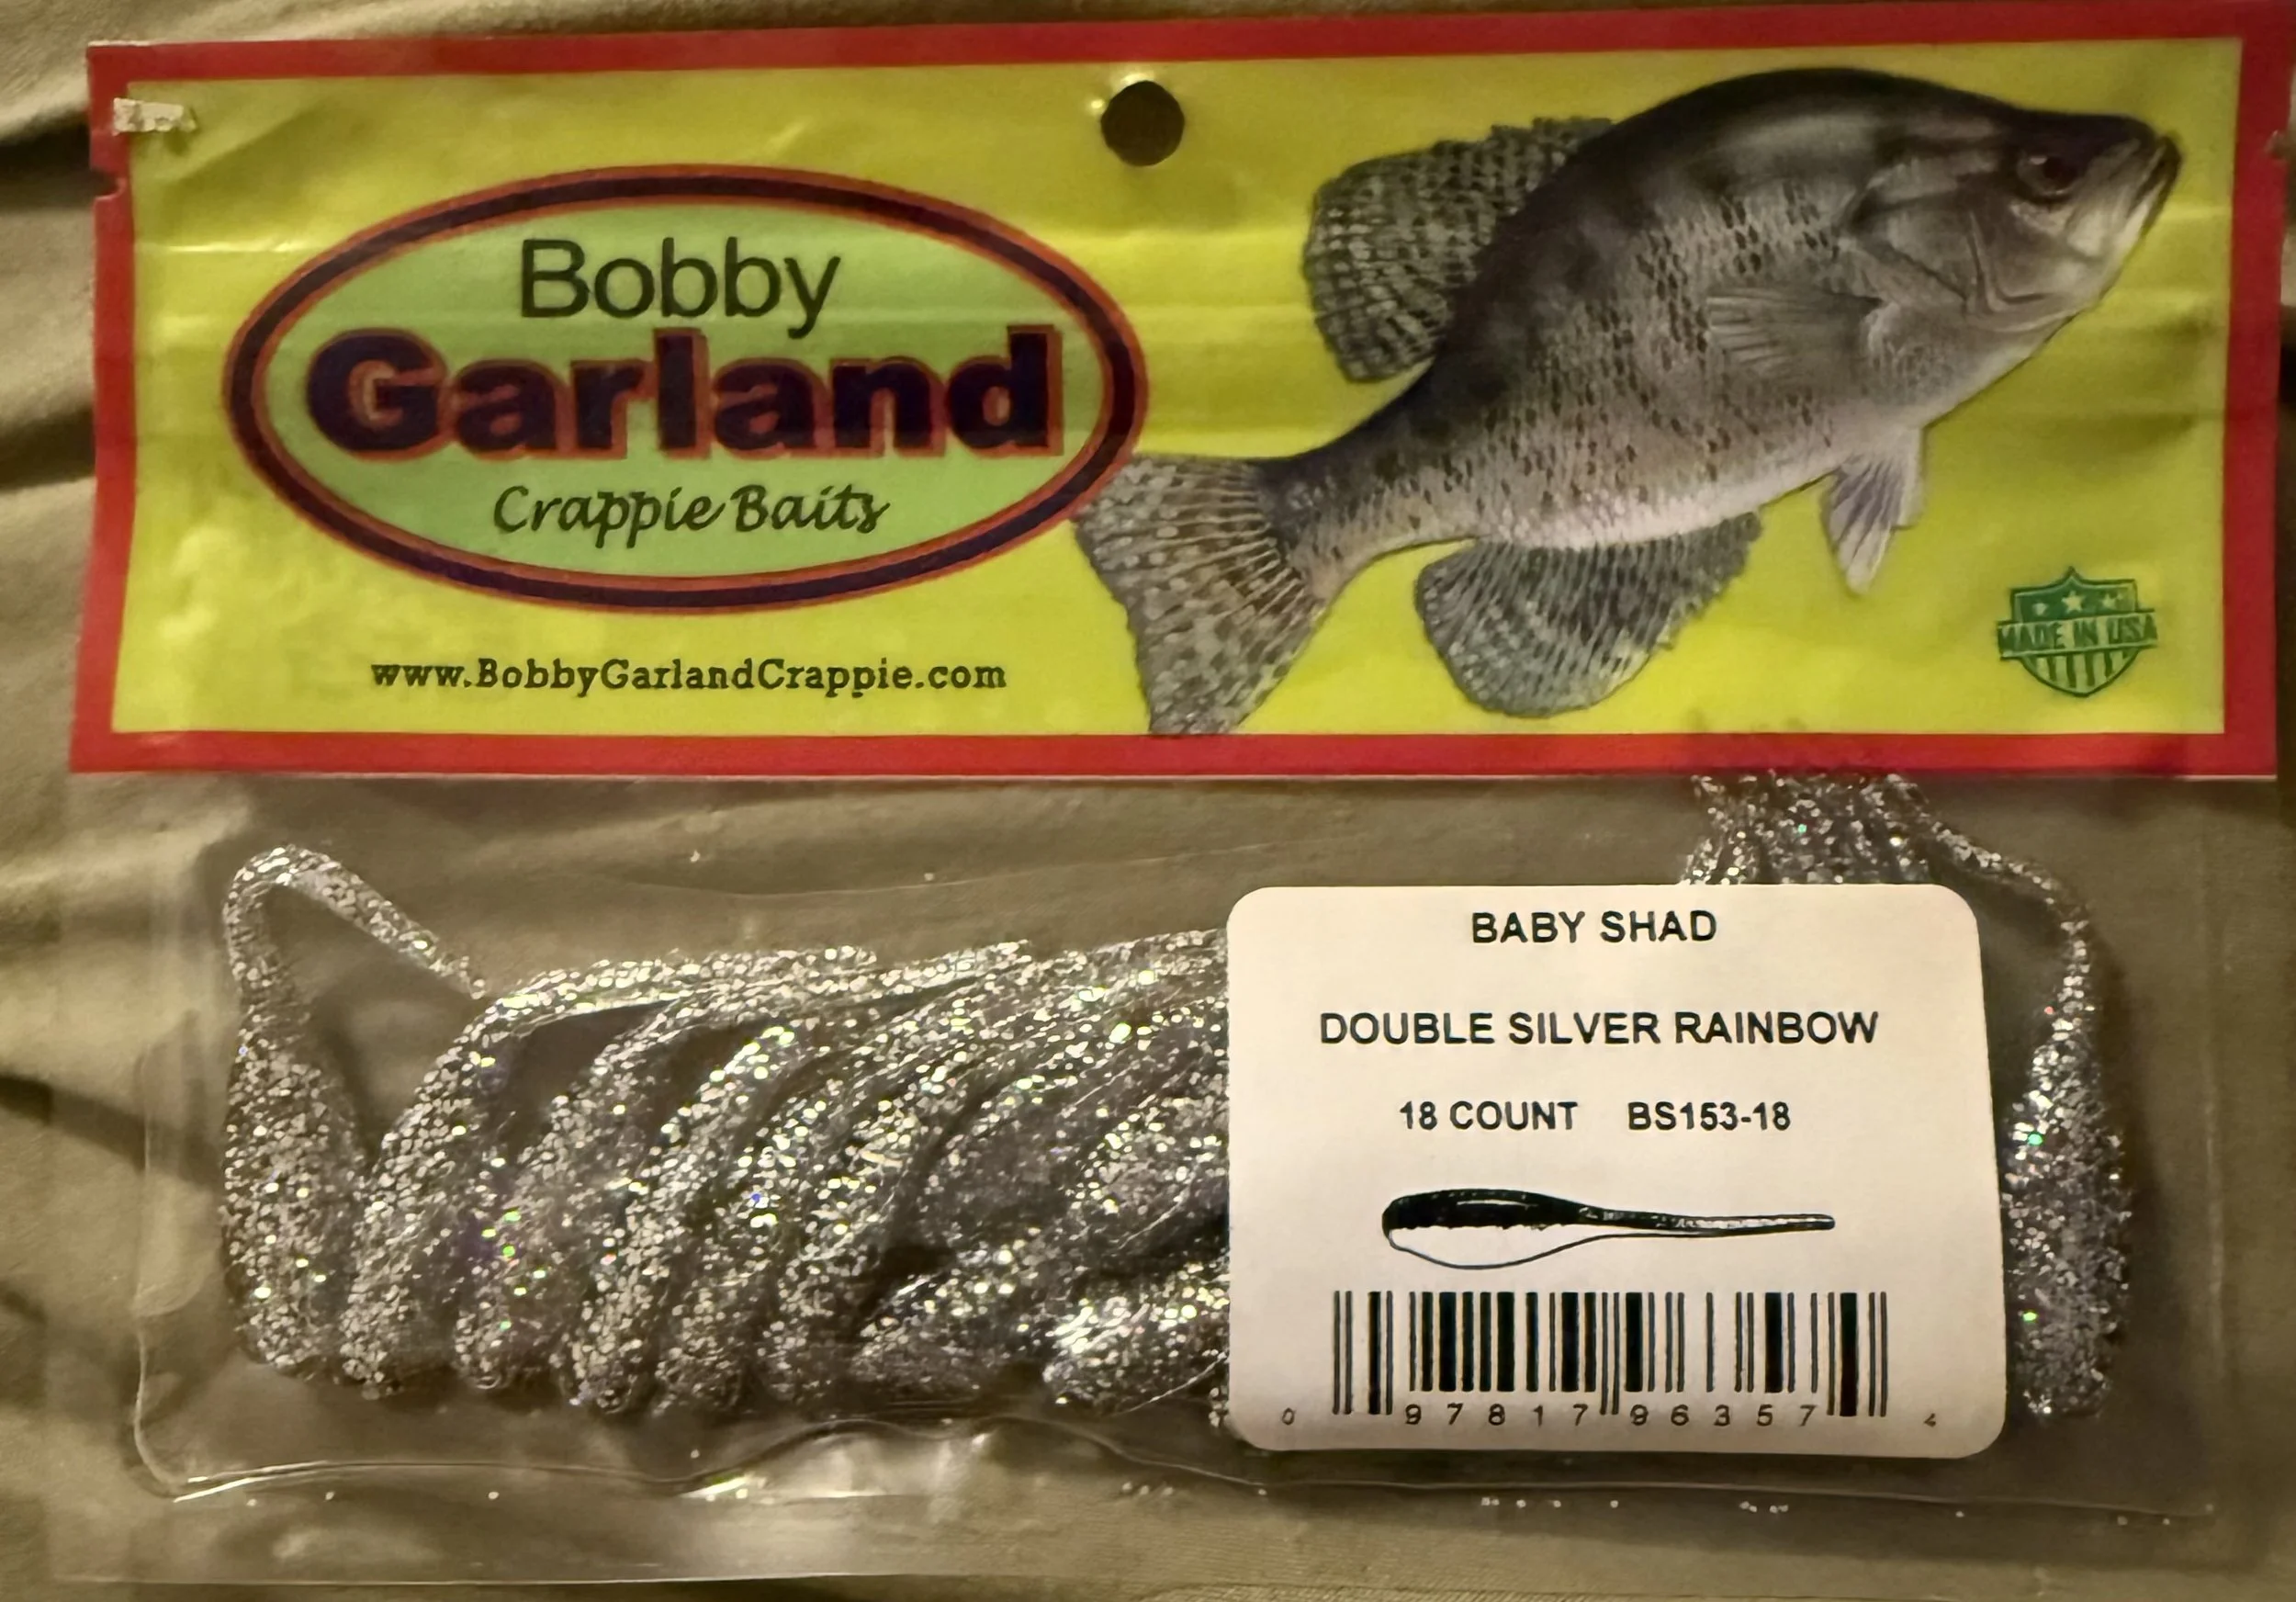 Bobby
Garland
Crappie Baits
www.BobbyGarlandCrappie.com
MADE IN USA
BABY SHAD
DOUBLE SILVER RAINBOW
18 COUNT BS153-18
0 97817 96357 4